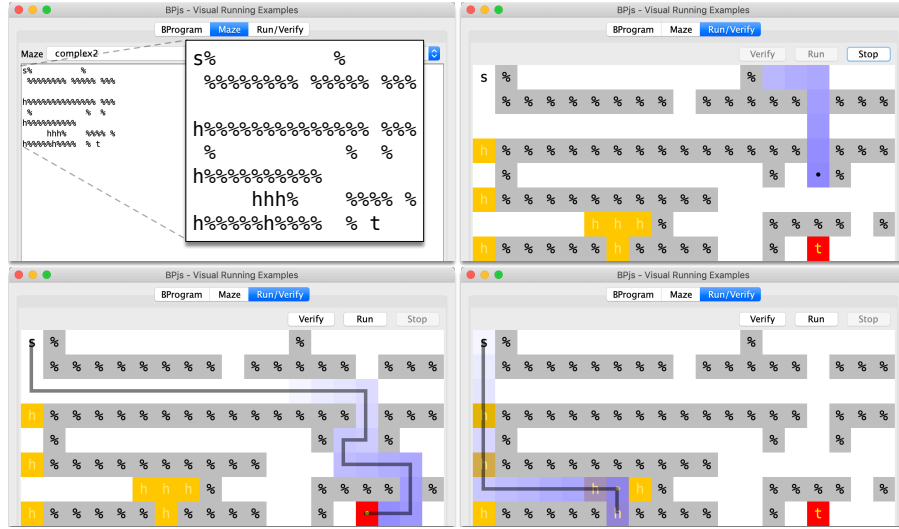 BPjs - Visual Running Examples
BProgram Maze Run/Verify
Maze complex2
s%          %
 %%%%%%%% %%%%% %%%
h%%%%%%%%%%%%%% %%%
 %           %  %
h%%%%%%%%%%
     hhh%    %%%% %
h%%%%%h%%%%  % t
s%          %
 %%%%%%%% %%%%% %%%
h%%%%%%%%%%%%%% %%%
 %           %  %
h%%%%%%%%%%
     hhh%    %%%% %
h%%%%%h%%%%  % t
BPjs - Visual Running Examples
BProgram Maze Run/Verify
Verify Run Stop
s % %
% % % % % % % % % % % % % % % %
h % % % % % % % % % % % % % % % % %
% % %
h % % % % % % % % % %
h h h % % % % % %
h % % % % % h % % % % % t
BPjs - Visual Running Examples
BProgram Maze Run/Verify
Verify Run Stop
s % %
% % % % % % % % % % % % % % % %
h % % % % % % % % % % % % % % % % %
% % %
h % % % % % % % % % %
h h h % % % % % %
h % % % % % h % % % % %
BPjs - Visual Running Examples
BProgram Maze Run/Verify
Verify Run Stop
s % %
% % % % % % % % % % % % % % % %
h % % % % % % % % % % % % % % % % %
% % %
h % % % % % % % % % %
h h % % % % % %
h % % % % % h % % % % % t